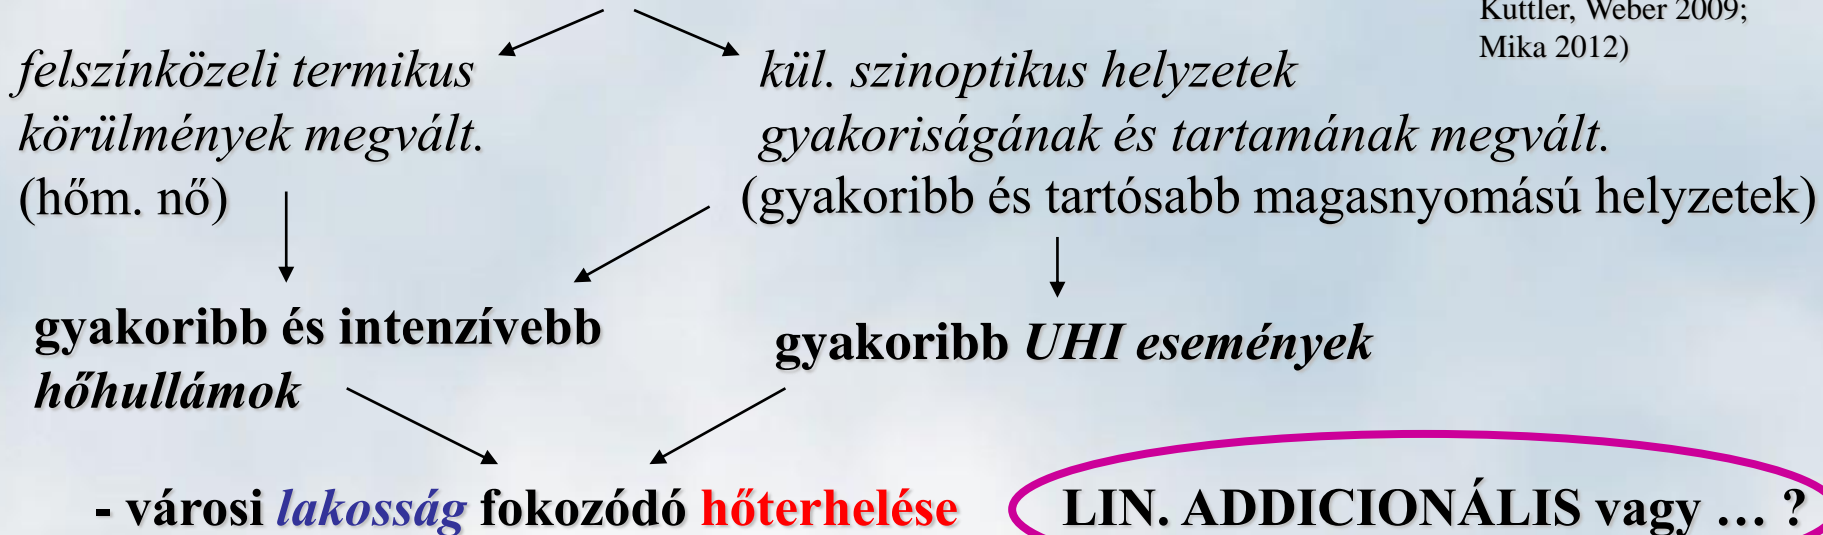 Kuttler, Weber 2009;
Mika 2012)
felszínközeli termikus
körülmények megvált.
(hőm. nő)
kül. szinoptikus helyzetek
gyakoriságának és tartamának megvált.
(gyakoribb és tartósabb magasnyomású helyzetek)
gyakoribb és intenzívebb
hőhullámok
gyakoribb UHI események
- városi lakosság fokozódó hőterhelése
LIN. ADDICIONÁLIS vagy … ?